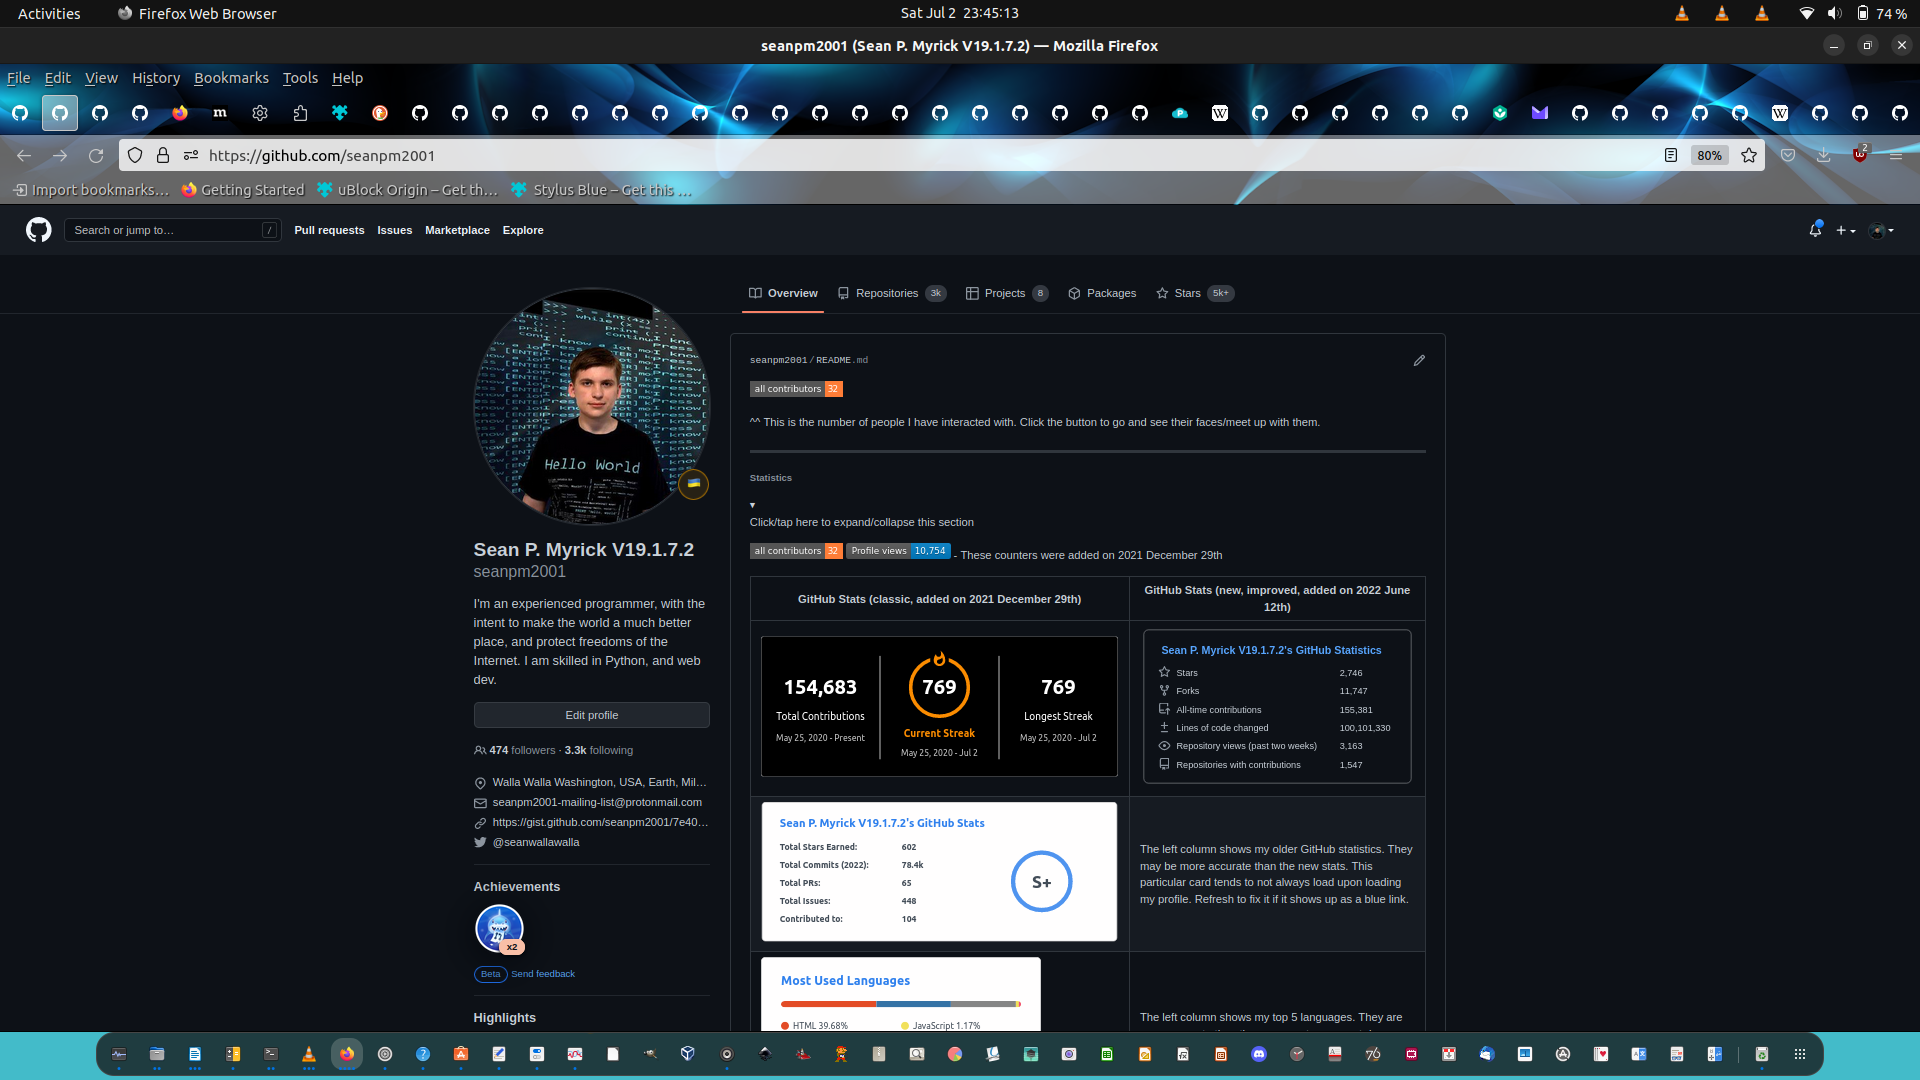 Activities
Firefox Web Browser
Sat Jul 2 23:45:13
74 %
seanpm2001 (Sean P. Myrick V19.1.7.2) — Mozilla Firefox
File Edit View History Bookmarks Tools Help
https://github.com/seanpm2001
80%
2
Import bookmarks… Getting Started uBlock Origin – Get th… Stylus Blue – Get this …
Search or jump to… /
Pull requests Issues Marketplace Explore
Overview Repositories 3k Projects 8 Packages Stars 5k+
Hello World
Sean P. Myrick V19.1.7.2
seanpm2001
I'm an experienced programmer, with the
intent to make the world a much better
place, and protect freedoms of the
Internet. I am skilled in Python, and web
dev.
Edit profile
474 followers · 3.3k following
Walla Walla Washington, USA, Earth, Mil…
seanpm2001-mailing-list@protonmail.com
https://gist.github.com/seanpm2001/7e40…
@seanwallawalla
Achievements
x2
Beta Send feedback
Highlights
seanpm2001 / README.md
all contributors 32
^^ This is the number of people I have interacted with. Click the button to go and see their faces/meet up with them.
Statistics
▾
Click/tap here to expand/collapse this section
all contributors 32 Profile views 10,754 - These counters were added on 2021 December 29th
GitHub Stats (classic, added on 2021 December 29th)
GitHub Stats (new, improved, added on 2022 June
12th)
154,683
Total Contributions
May 25, 2020 - Present
769
Current Streak
May 25, 2020 - Jul 2
769
Longest Streak
May 25, 2020 - Jul 2
Sean P. Myrick V19.1.7.2's GitHub Statistics
Stars 2,746
Forks 11,747
All-time contributions 155,381
Lines of code changed 100,101,330
Repository views (past two weeks) 3,163
Repositories with contributions 1,547
Sean P. Myrick V19.1.7.2's GitHub Stats
Total Stars Earned: 602
Total Commits (2022): 78.4k
Total PRs: 65
Total Issues: 448
Contributed to: 104
S+
The left column shows my older GitHub statistics. They
may be more accurate than the new stats. This
particular card tends to not always load upon loading
my profile. Refresh to fix it if it shows up as a blue link.
Most Used Languages
HTML 39.68% JavaScript 1.17%
The left column shows my top 5 languages. They are